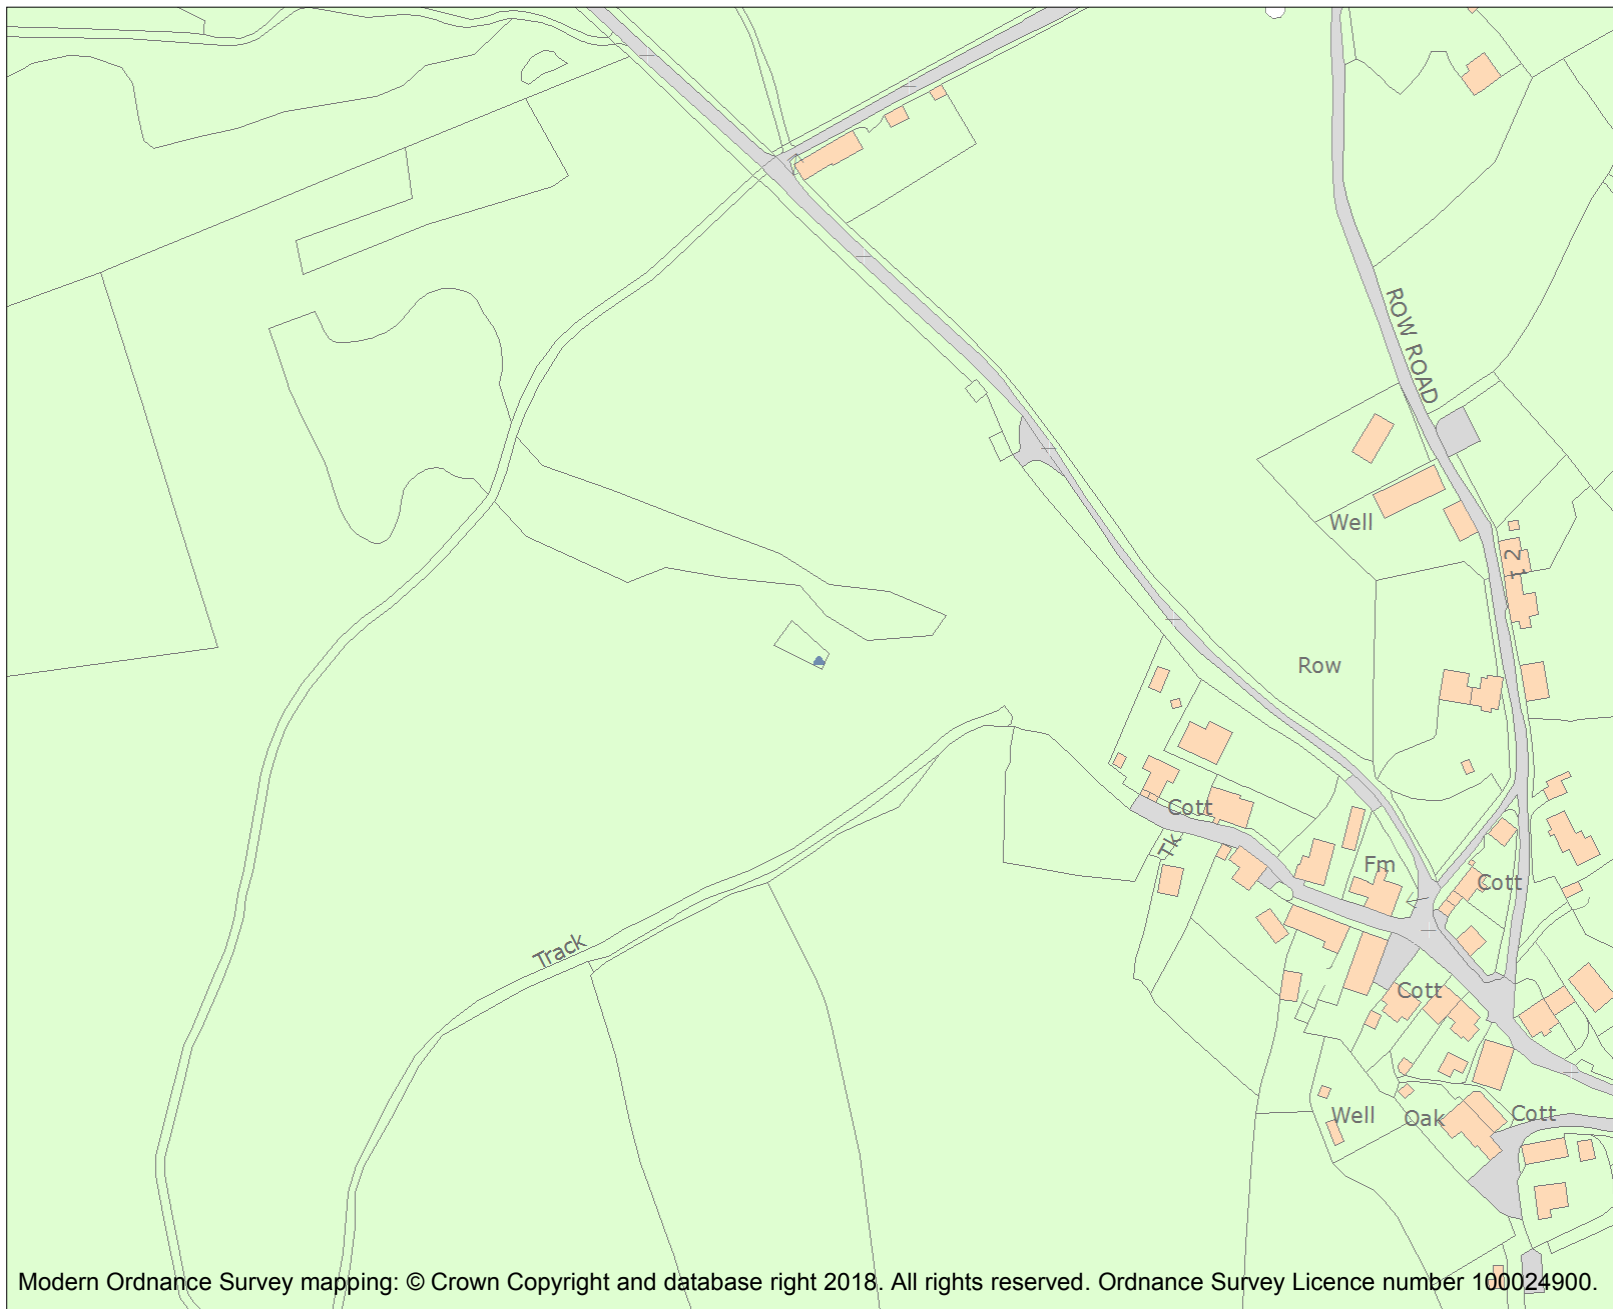 ROW ROAD
Well
1 2
Row
Cott
Tk
Fm
Cott
Track
Cott
Well
Oak
Cott
Modern Ordnance Survey mapping: © Crown Copyright and database right 2018. All rights reserved. Ordnance Survey Licence number 100024900.